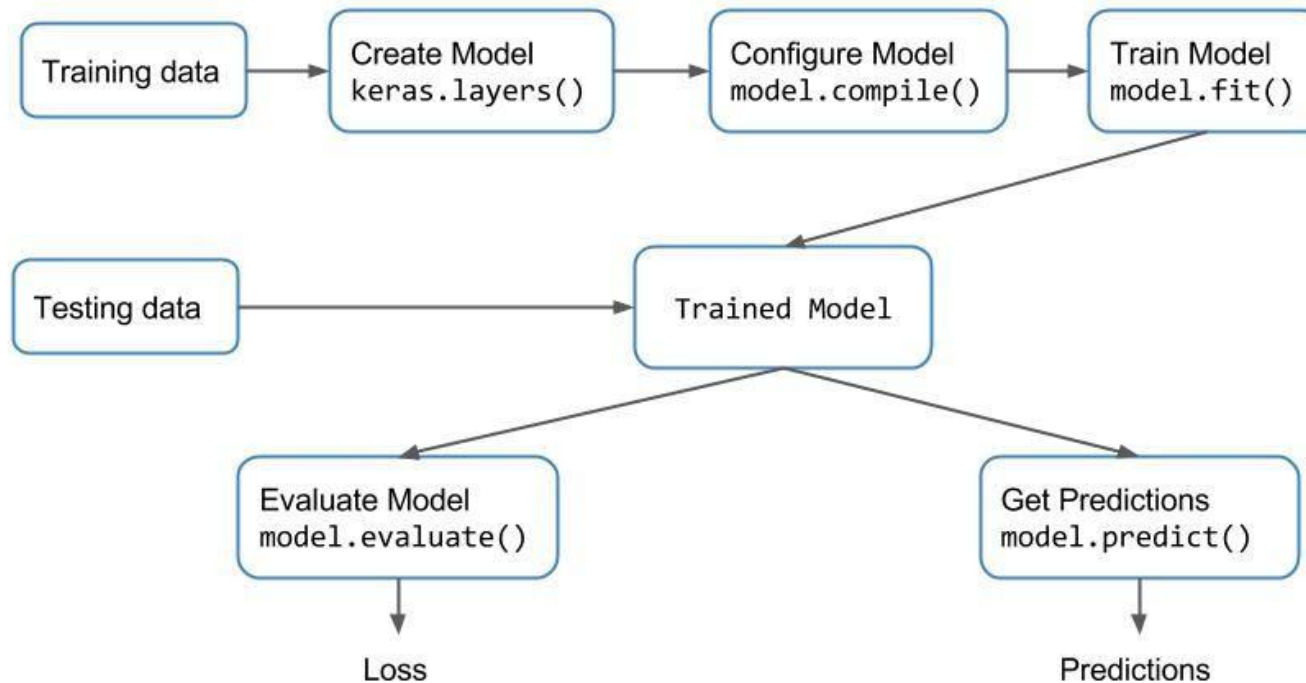 Training data
Create Model
keras.layers()
Configure Model
model.compile()
Train Model
model.fit()
Testing data
Trained Model
Evaluate Model
model.evaluate()
Get Predictions
model.predict()
Loss
Predictions